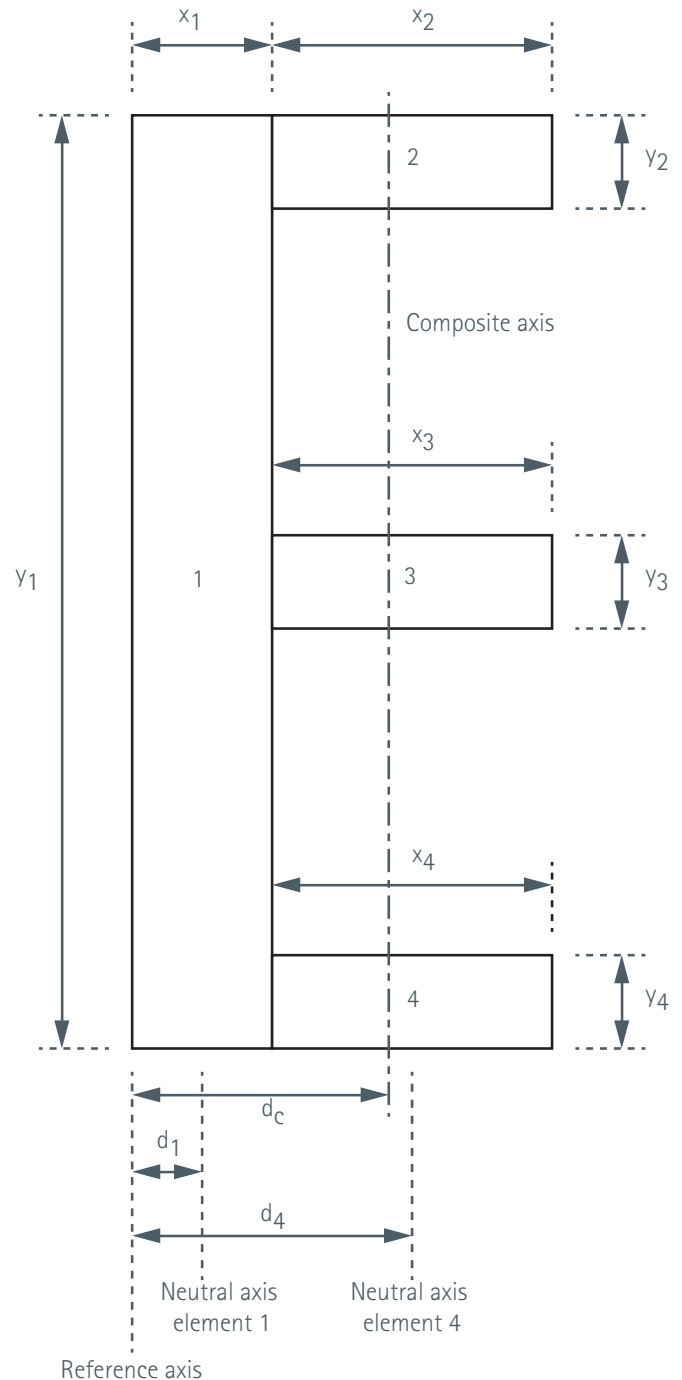 x1
x2
2
y2
Composite axis
x3
y1
1
3
y3
x4
4
y4
dc
d1
d4
Neutral axis
element 1
Neutral axis
element 4
Reference axis